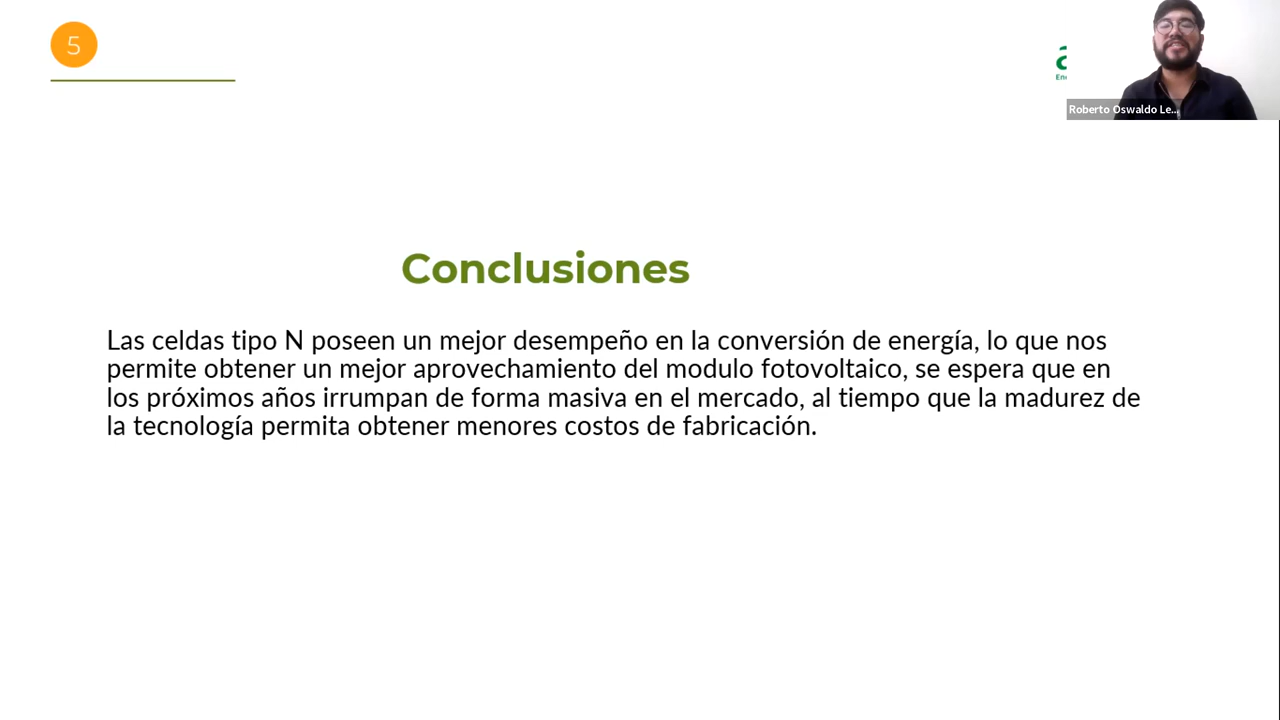 5
Roberto Oswaldo Le...
Conclusiones
Las celdas tipo N poseen un mejor desempeño en la conversión de energía, lo que nos
permite obtener un mejor aprovechamiento del modulo fotovoltaico, se espera que en
los próximos años irrumpan de forma masiva en el mercado, al tiempo que la madurez de
la tecnología permita obtener menores costos de fabricación.